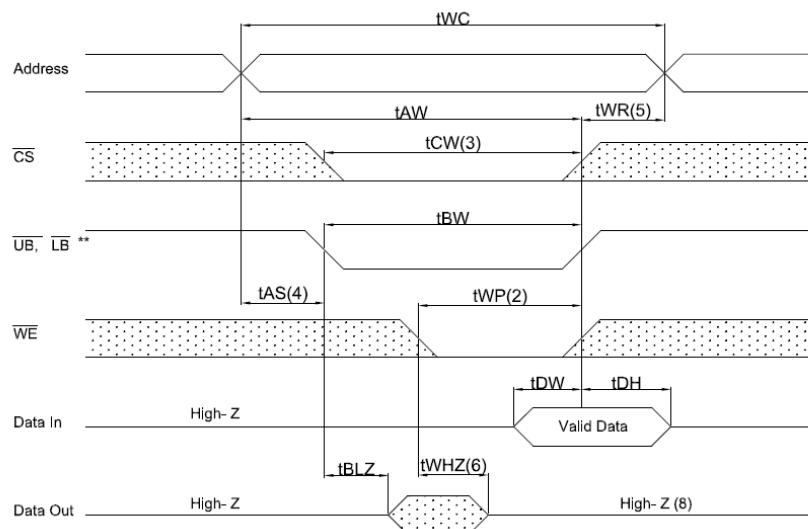 tWC
Address
tAW
tWR(5)
CS
tCW(3)
UB, LB **
tBW
tAS(4)
tWP(2)
WE
tDW
tDH
Data In
High- Z
Valid Data
tBLZ
tWHZ(6)
Data Out
High- Z
High- Z (8)